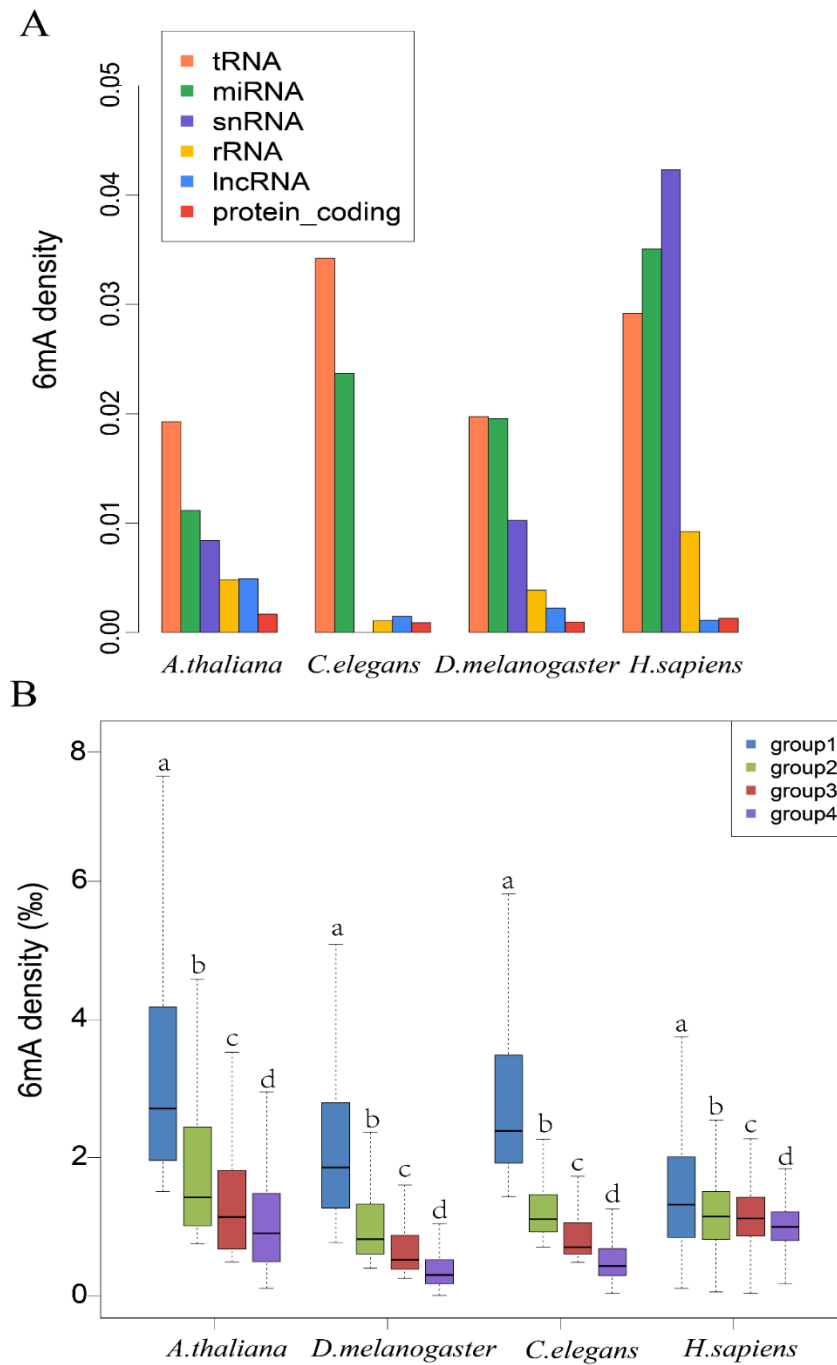 A
tRNA
miRNA
snRNA
rRNA
lncRNA
protein_coding
6mA density
0.05
0.04
0.03
0.02
0.01
0.00
A.thaliana C.elegans D.melanogaster H.sapiens
B
group1
group2
group3
group4
6mA density (‰)
8
6
4
2
0
a b c d a b c d a b c d a b c d
A.thaliana D.melanogaster C.elegans H.sapiens